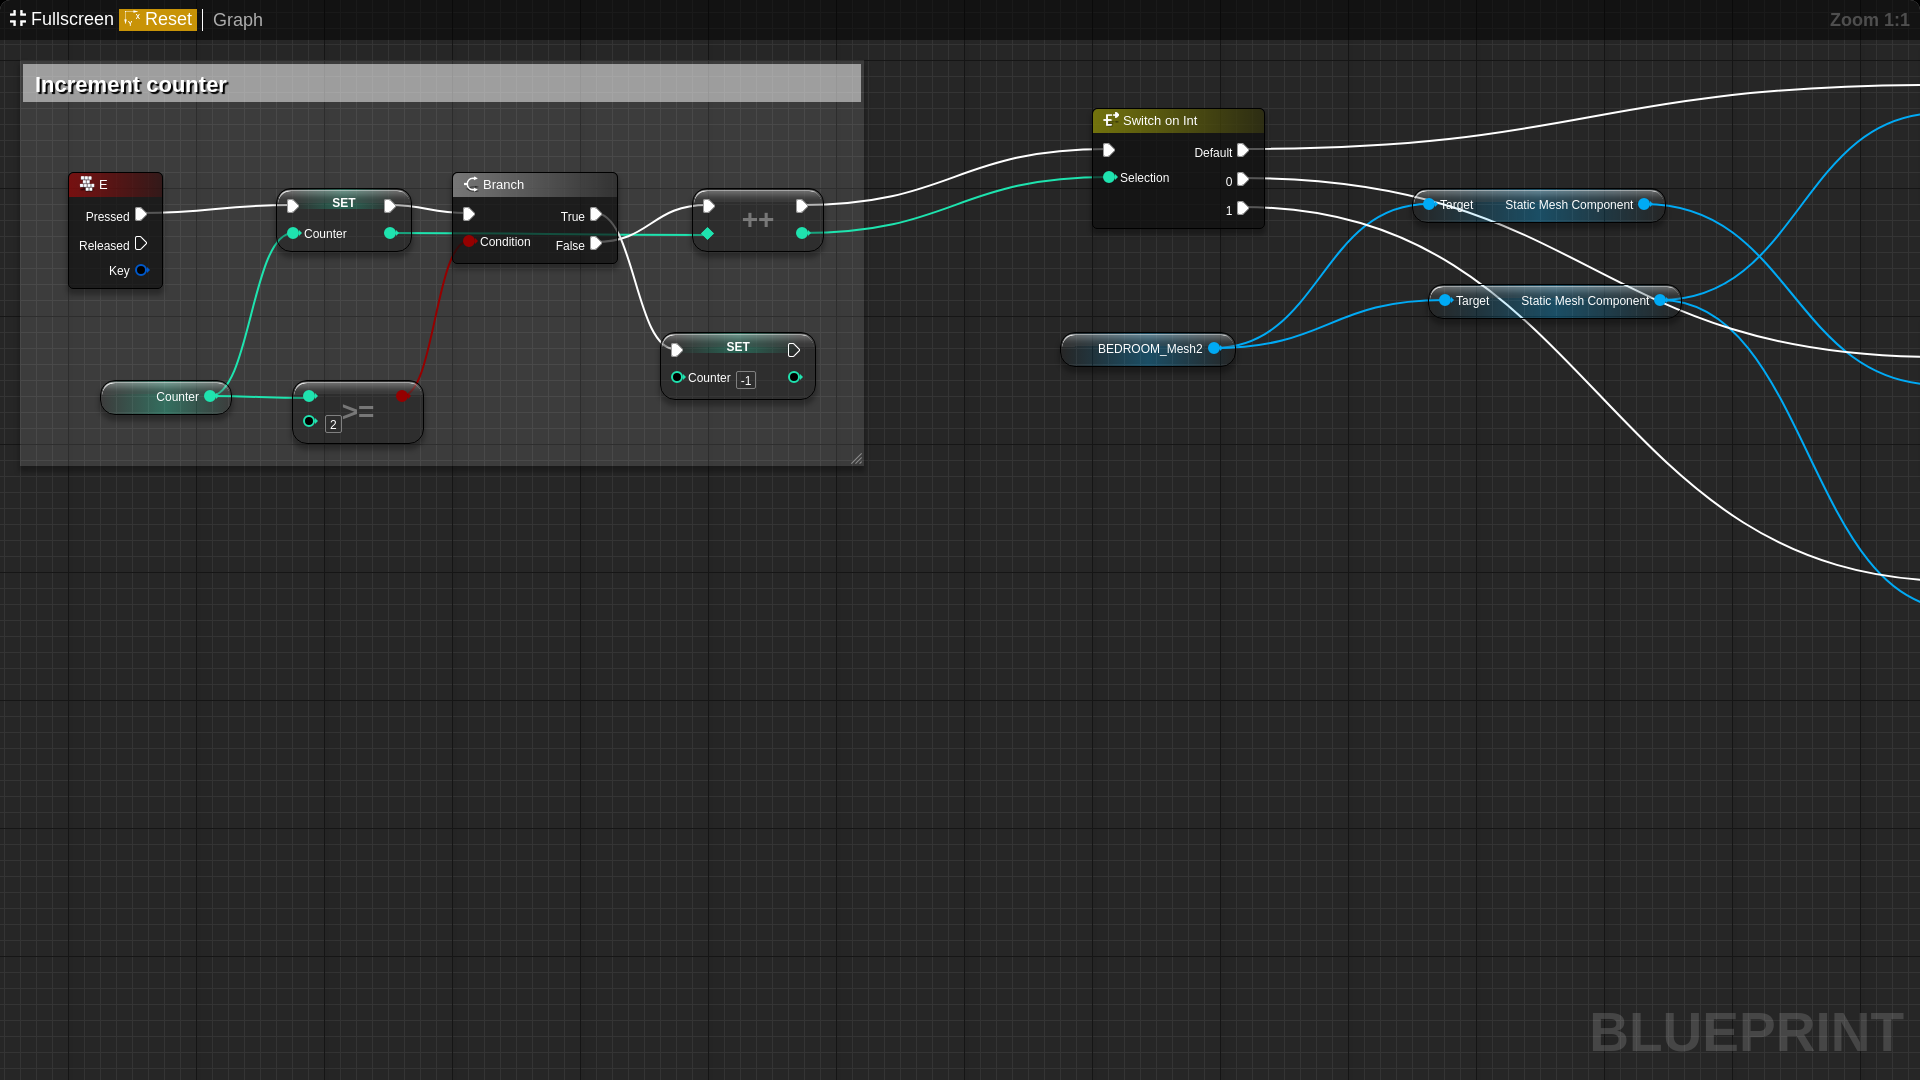 Fullscreen Reset Graph Zoom 1:1
Increment counter
E
Pressed
Released
Key
SET
Counter
Branch
True
Condition False
++
SET
Counter -1
Counter
>=
2
Switch on Int
Default
Selection 0
1
Target Static Mesh Component
Target Static Mesh Component
BEDROOM_Mesh2
BLUEPRINT